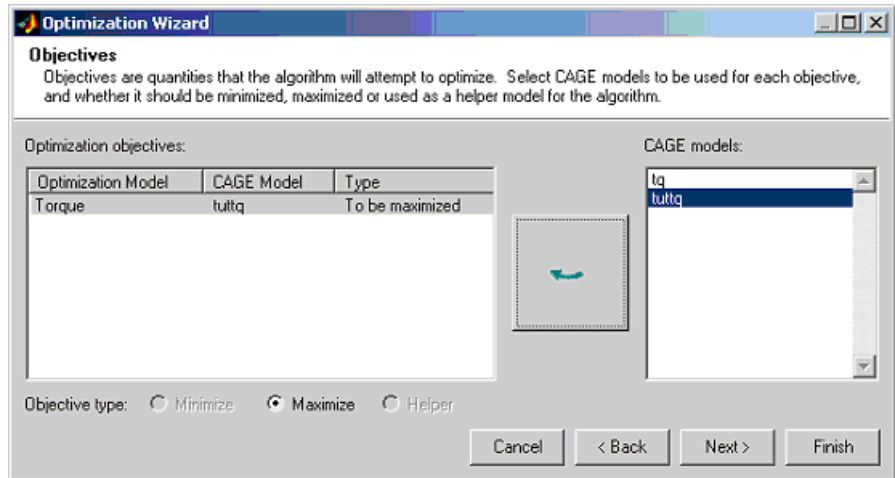 Optimization Wizard
Objectives
Objectives are quantities that the algorithm will attempt to optimize. Select CAGE models to be used for each objective,
and whether it should be minimized, maximized or used as a helper model for the algorithm.
Optimization objectives:
CAGE models:
Optimization Model CAGE Model Type
Torque tuttq To be maximized
tq
tuttq
Objective type: Minimize Maximize Helper
Cancel < Back Next > Finish